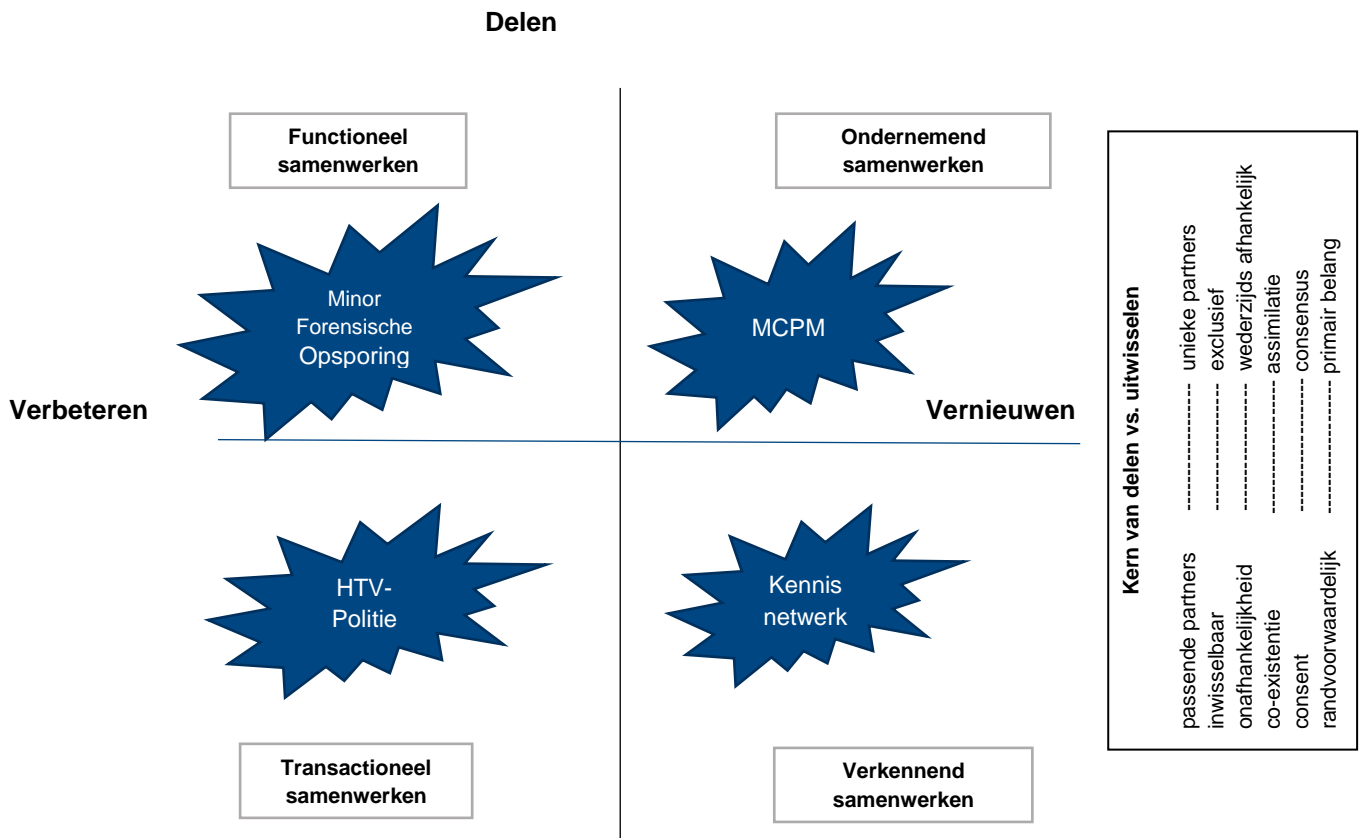 Delen
Functioneel
samenwerken
Ondernemend
samenwerken
Minor
Forensische
Opsporing
MCPM
Verbeteren
Vernieuwen
HTV-
Politie
Kennis
netwerk
Transactioneel
samenwerken
Verkennend
samenwerken
Kern van delen vs. uitwisselen
passende partners ----------------- unieke partners
inwisselbaar ----------------- exclusief
onafhankelijkheid ----------------- wederzijds afhankelijk
co-existentie ----------------- assimilatie
consent ----------------- consensus
randvoorwaardelijk ----------------- primair belang